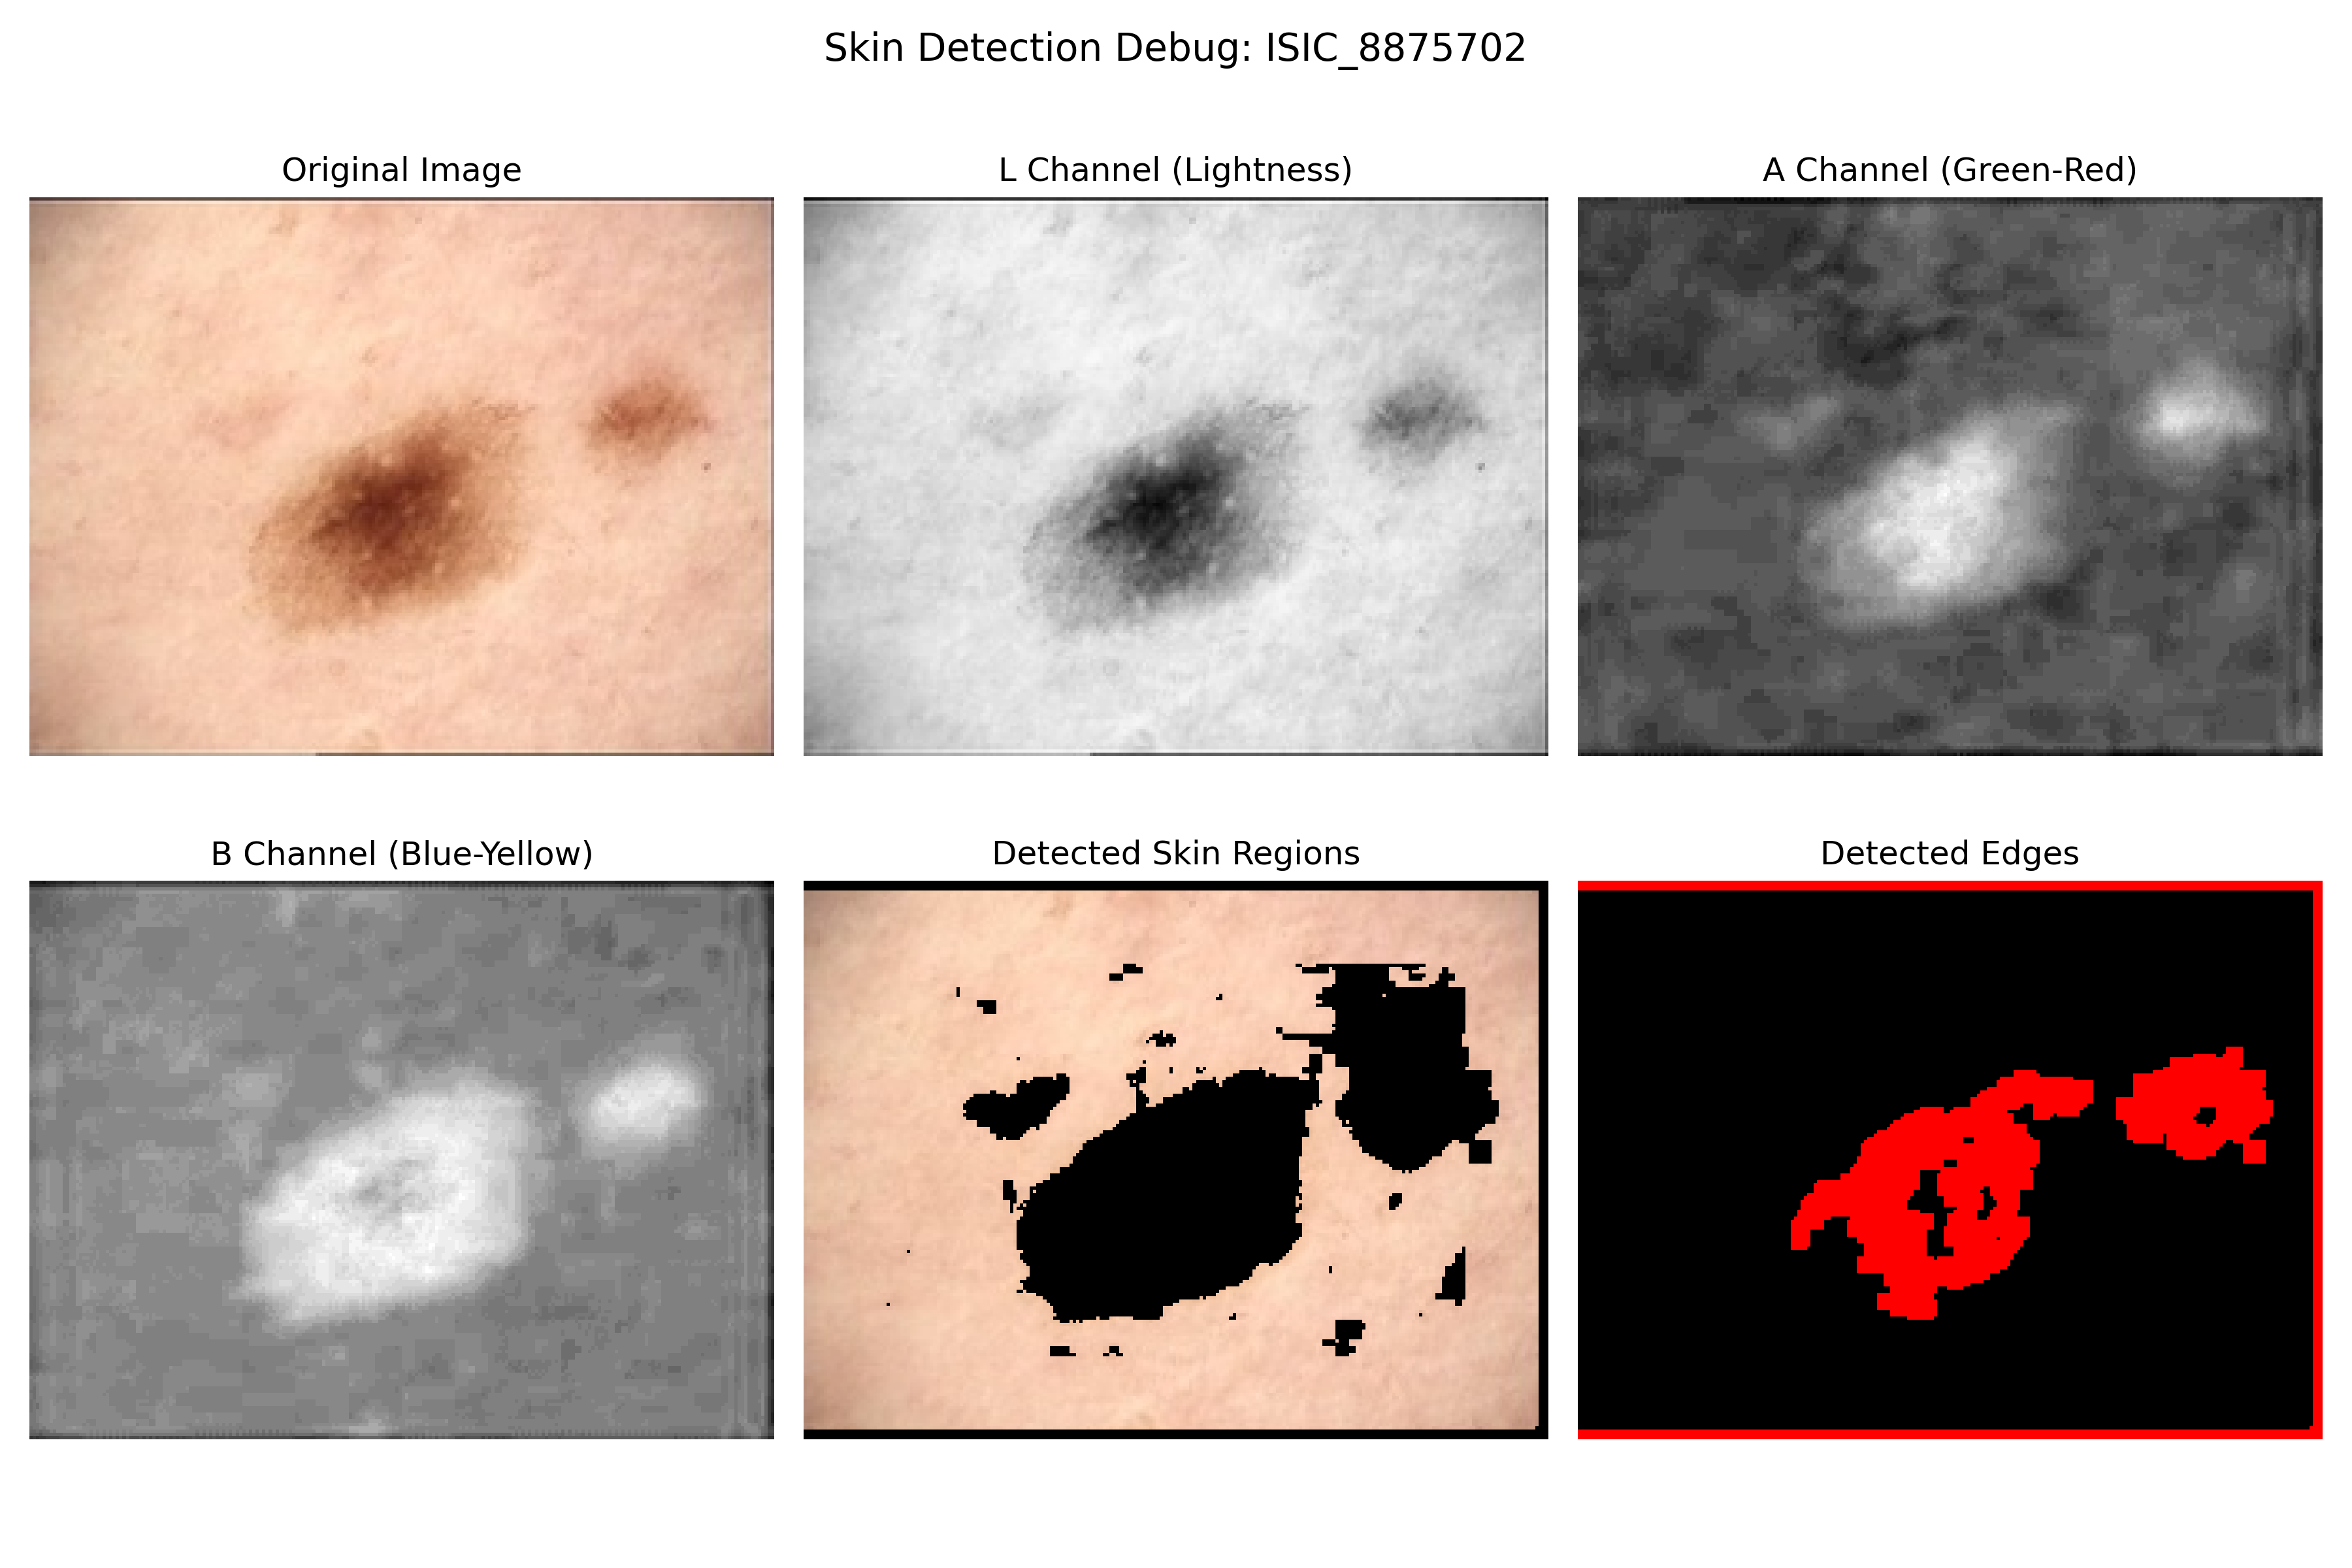 Skin Detection Debug: ISIC_8875702
Original Image
L Channel (Lightness)
A Channel (Green-Red)
B Channel (Blue-Yellow)
Detected Skin Regions
Detected Edges